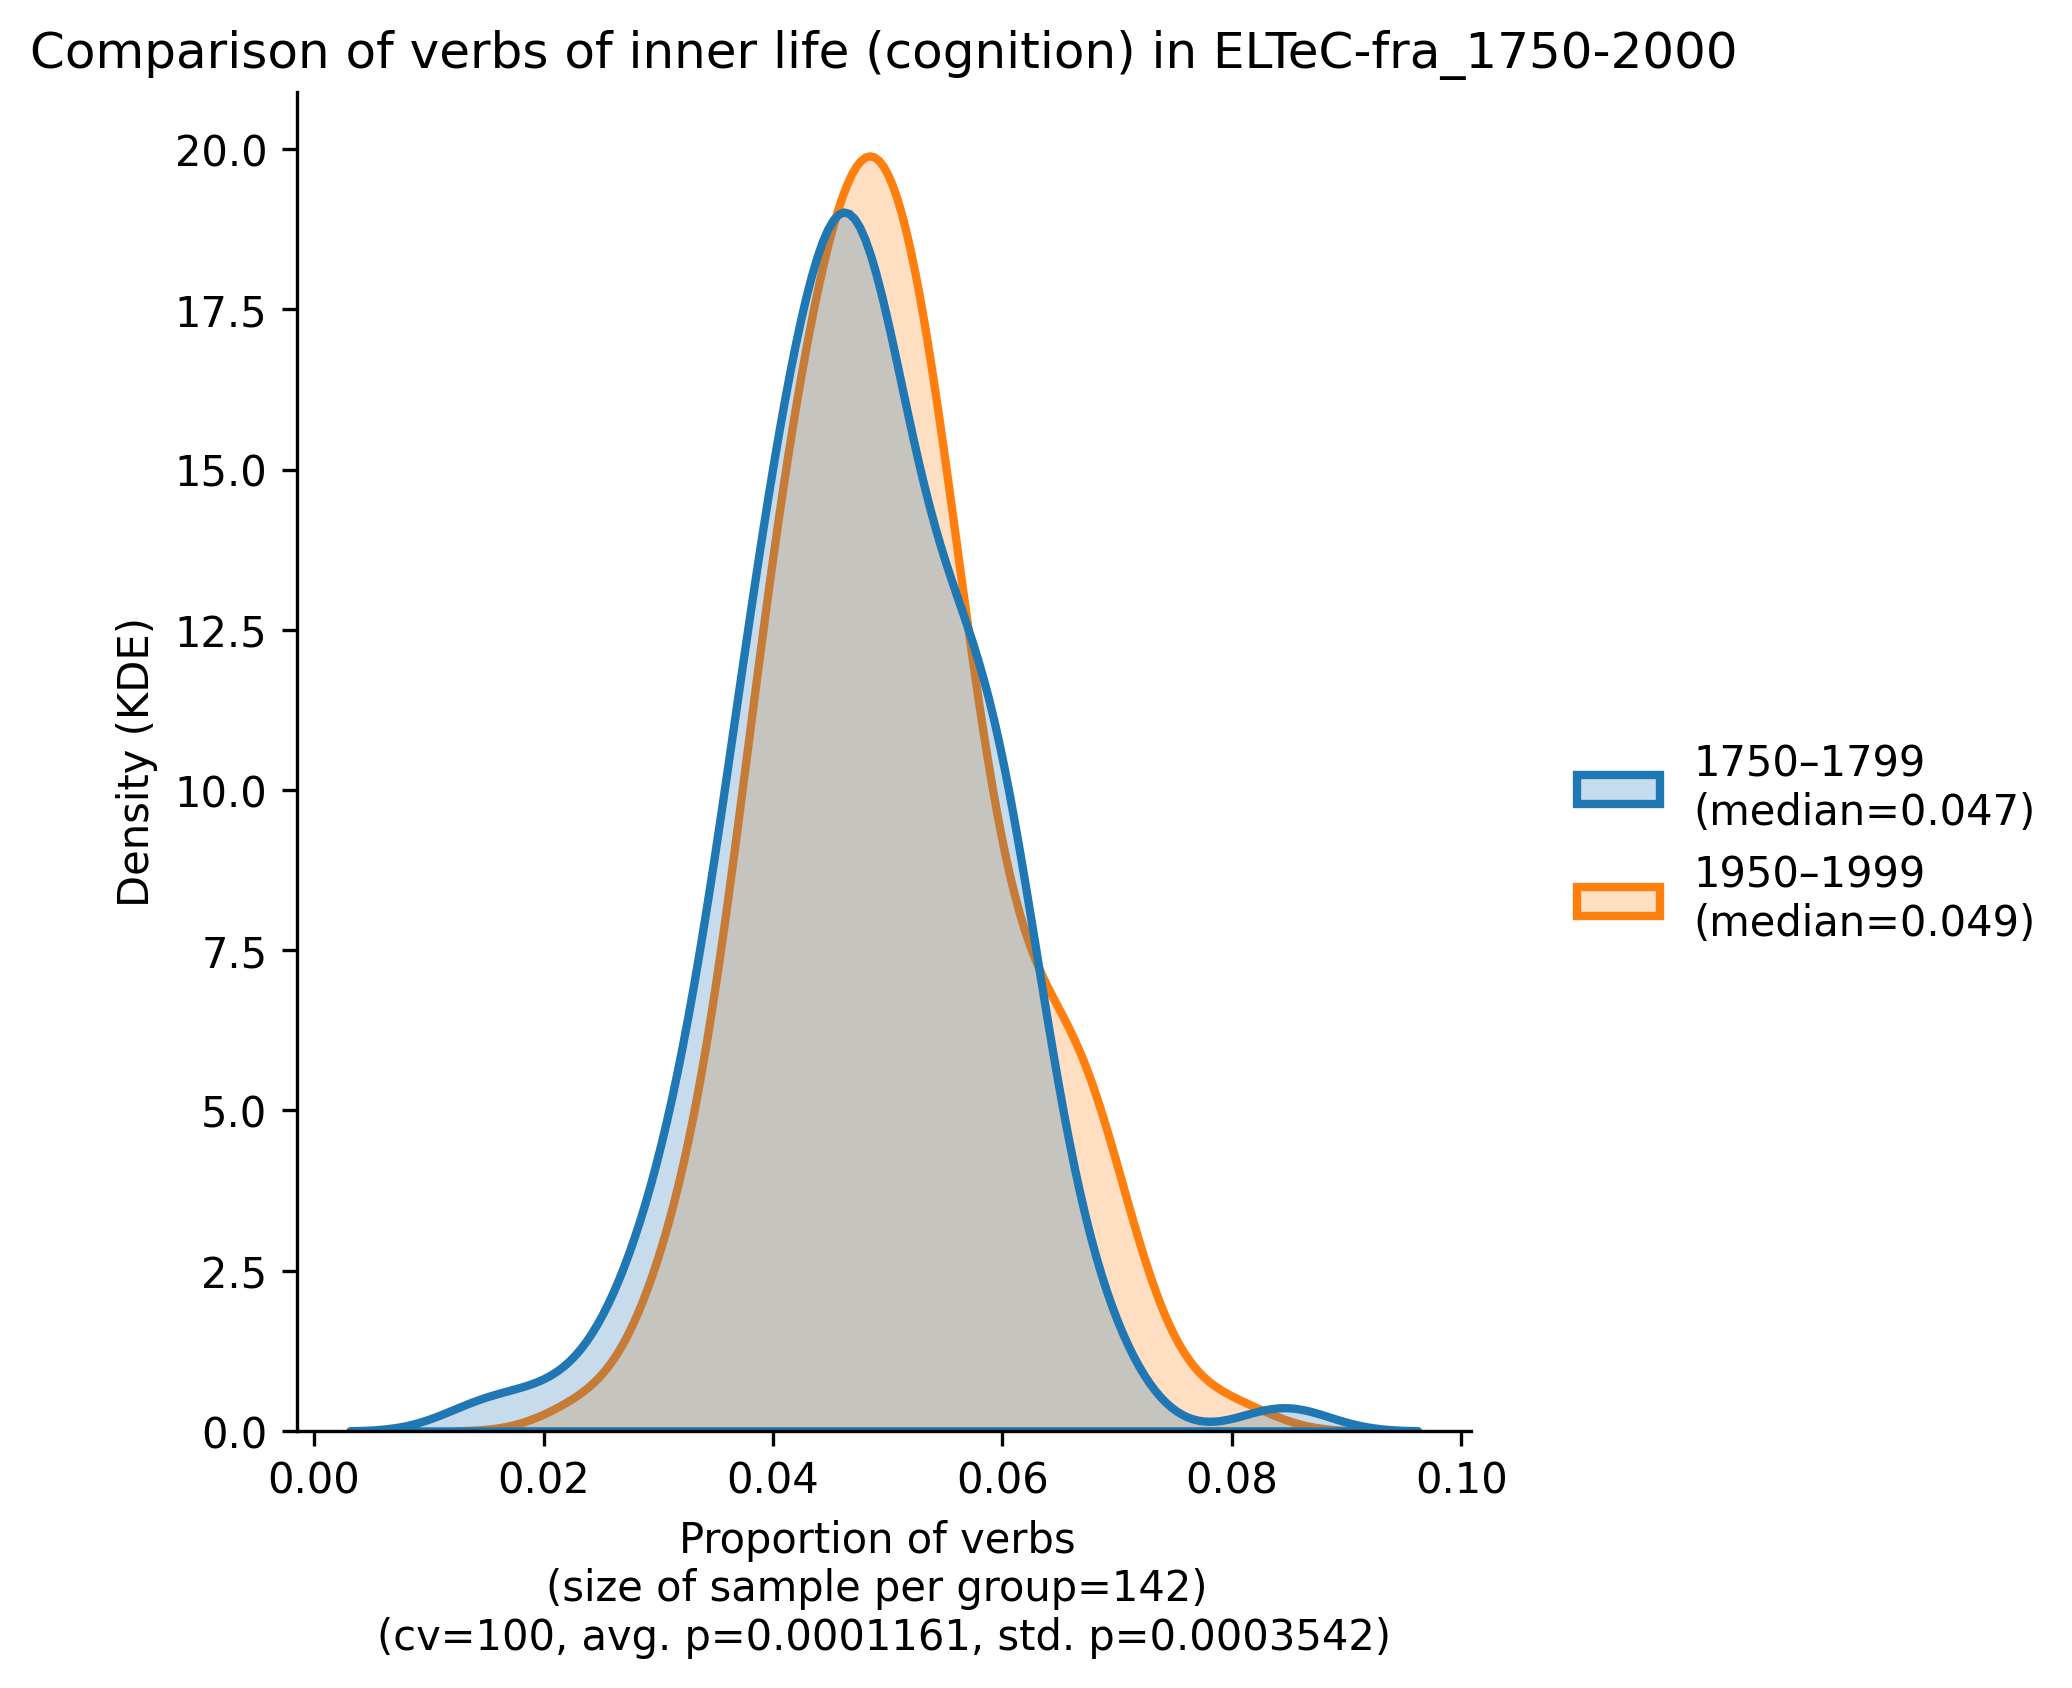 Comparison of verbs of inner life (cognition) in ELTeC-fra_1750-2000
20.0
17.5
15.0
12.5
10.0
7.5
5.0
2.5
0.0
Density (KDE)
0.00 0.02 0.04 0.06 0.08 0.10
Proportion of verbs
(size of sample per group=142)
(cv=100, avg. p=0.0001161, std. p=0.0003542)
1750–1799
(median=0.047)
1950–1999
(median=0.049)